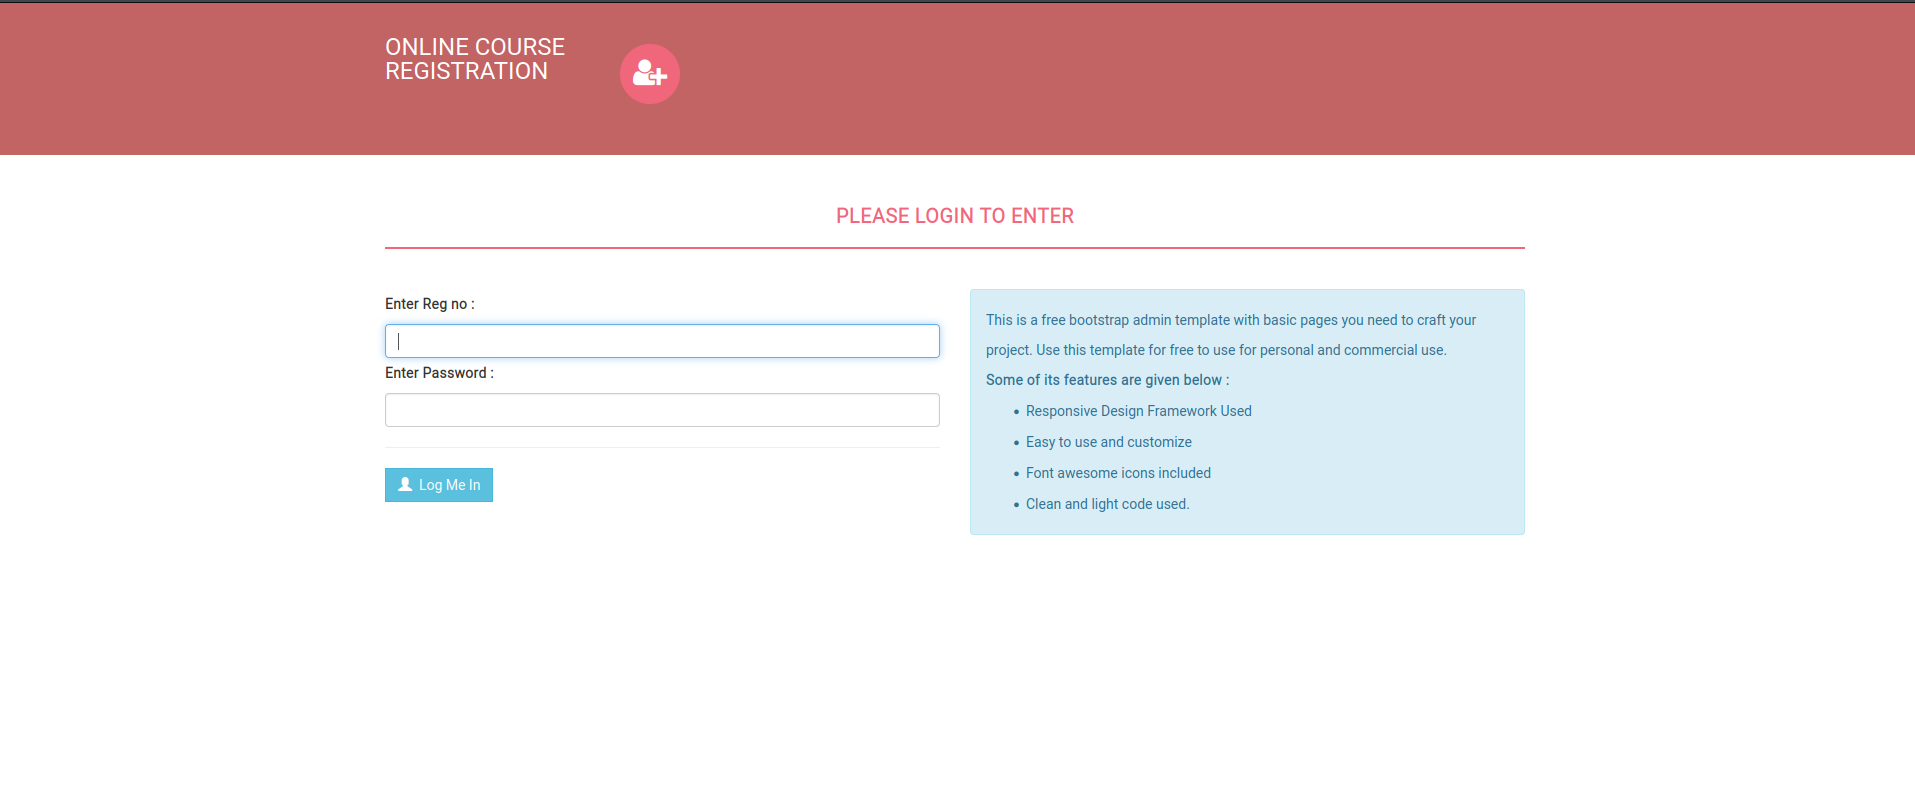 ONLINE COURSE
REGISTRATION
PLEASE LOGIN TO ENTER
Enter Reg no :
Enter Password :
Log Me In
This is a free bootstrap admin template with basic pages you need to craft your
project. Use this template for free to use for personal and commercial use.
Some of its features are given below :
• Responsive Design Framework Used
• Easy to use and customize
• Font awesome icons included
• Clean and light code used.